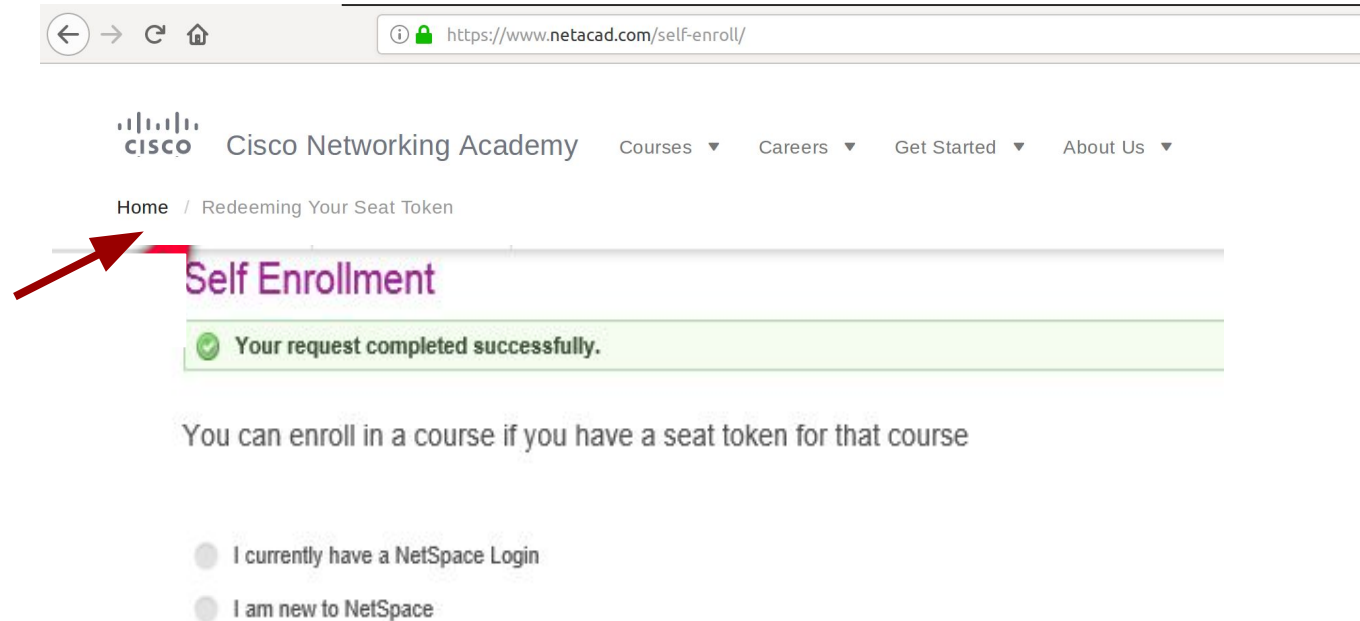 https://www.netacad.com/self-enroll/
CISCO
Cisco Networking Academy Courses ▼ Careers ▼ Get Started ▼ About Us ▼
Home / Redeeming Your Seat Token
Self Enrollment
Your request completed successfully.
You can enroll in a course if you have a seat token for that course
I currently have a NetSpace Login
I am new to NetSpace